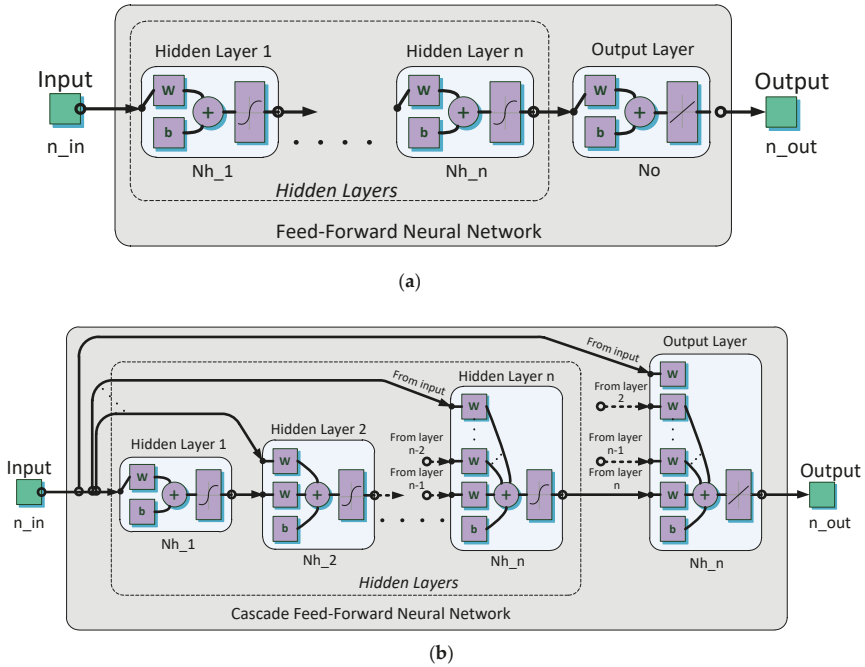 Hidden Layer 1
Hidden Layer n
Output Layer
Input
Output
W
b
+
W
b
+
W
b
+
n_in
n_out
. . . .
Nh_1
Nh_n
No
Hidden Layers
Feed-Forward Neural Network
(a)
Output Layer
From input
W
Hidden Layer n
From input
From layer
2
W
W
Hidden Layer 1
Hidden Layer 2
From layer
n-2
From layer
n-1
Input
Output
W
b
+
W
W
b
+
W
From layer
n-1
W
b
+
W
From layer
n
W
b
+
n_in
n_out
Nh_1
Nh_2
. . . . .
Nh_n
Nh_n
Hidden Layers
Cascade Feed-Forward Neural Network
(b)